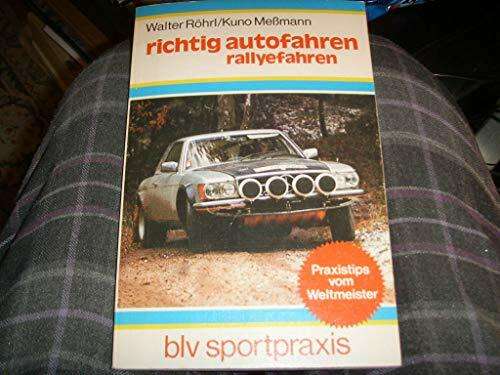 Walter Röhrl/Kuno Meßmann
richtig autofahren
rallyefahren
Praxistips
vom
Weltmeister
blv sportpraxis